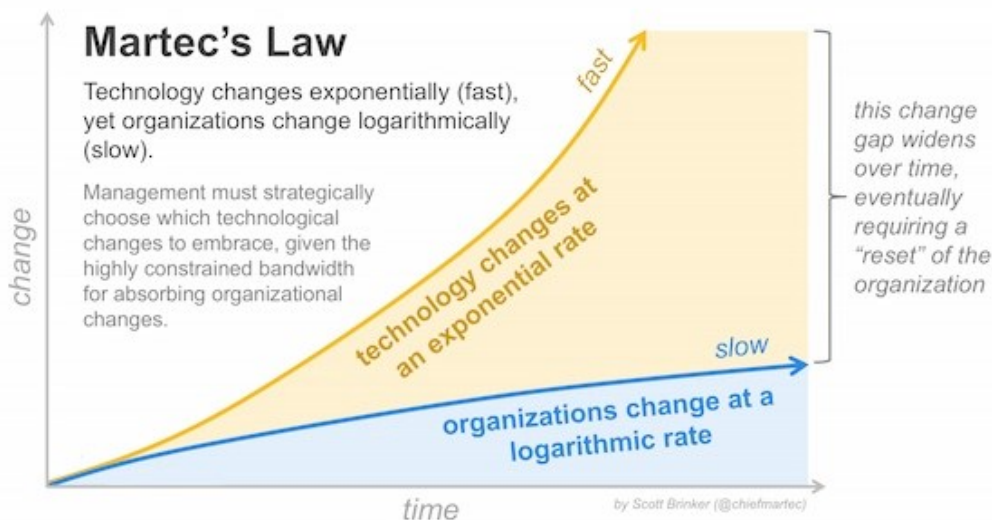 Martec's Law
Technology changes exponentially (fast),
yet organizations change logarithmically
(slow).
Management must strategically
choose which technological
changes to embrace, given the
highly constrained bandwidth
for absorbing organizational
changes.
change
fast
technology changes at
an exponential rate
this change
gap widens
over time,
eventually
requiring a
“reset” of the
organization
slow
organizations change at a
logarithmic rate
time
by Scott Brinker (@chiefmartec)